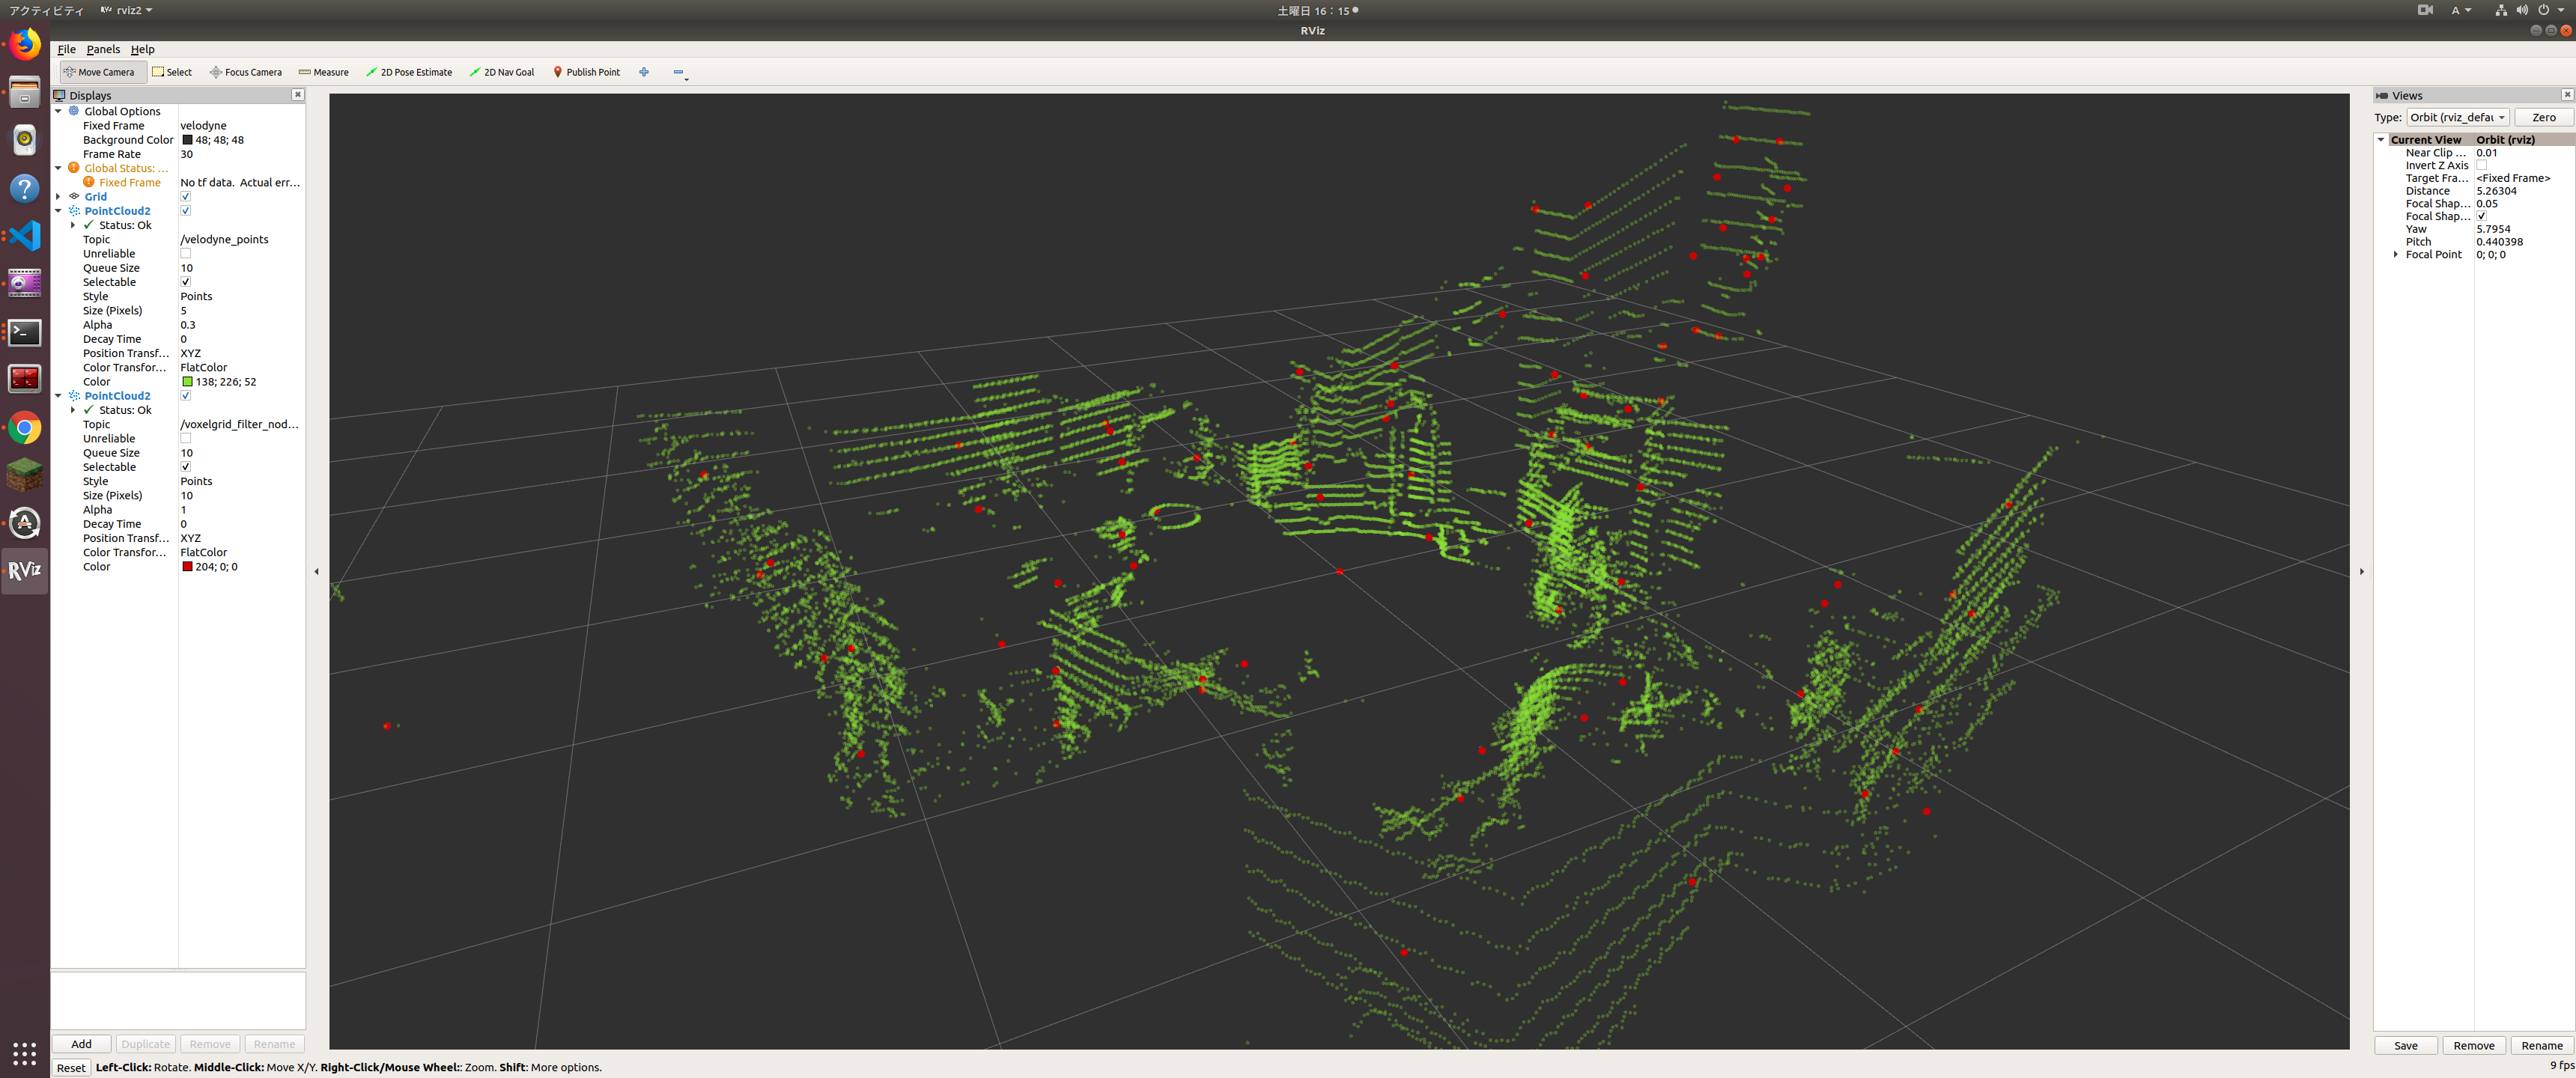 アクティビティ RViz rviz2 土曜日 16：15 A
RViz
File Panels Help
Move Camera Select Focus Camera Measure 2D Pose Estimate 2D Nav Goal Publish Point
Displays
Global Options
Fixed Frame velodyne
Background Color 48; 48; 48
Frame Rate 30
Global Status: ...
Fixed Frame No tf data. Actual err...
Grid
PointCloud2
Status: Ok
Topic /velodyne_points
Unreliable
Queue Size 10
Selectable
Style Points
Size (Pixels) 5
Alpha 0.3
Decay Time 0
Position Transf... XYZ
Color Transfor... FlatColor
Color 138; 226; 52
PointCloud2
Status: Ok
Topic /voxelgrid_filter_nod...
Unreliable
Queue Size 10
Selectable
Style Points
Size (Pixels) 10
Alpha 1
Decay Time 0
Position Transf... XYZ
Color Transfor... FlatColor
Color 204; 0; 0
RViz
Add Duplicate Remove Rename
Reset Left-Click: Rotate. Middle-Click: Move X/Y. Right-Click/Mouse Wheel:: Zoom. Shift: More options.
Views
Type: Orbit (rviz_defau Zero
Current View Orbit (rviz)
Near Clip ... 0.01
Invert Z Axis
Target Fra... <Fixed Frame>
Distance 5.26304
Focal Shap... 0.05
Focal Shap...
Yaw 5.7954
Pitch 0.440398
Focal Point 0; 0; 0
Save Remove Rename
9 fps